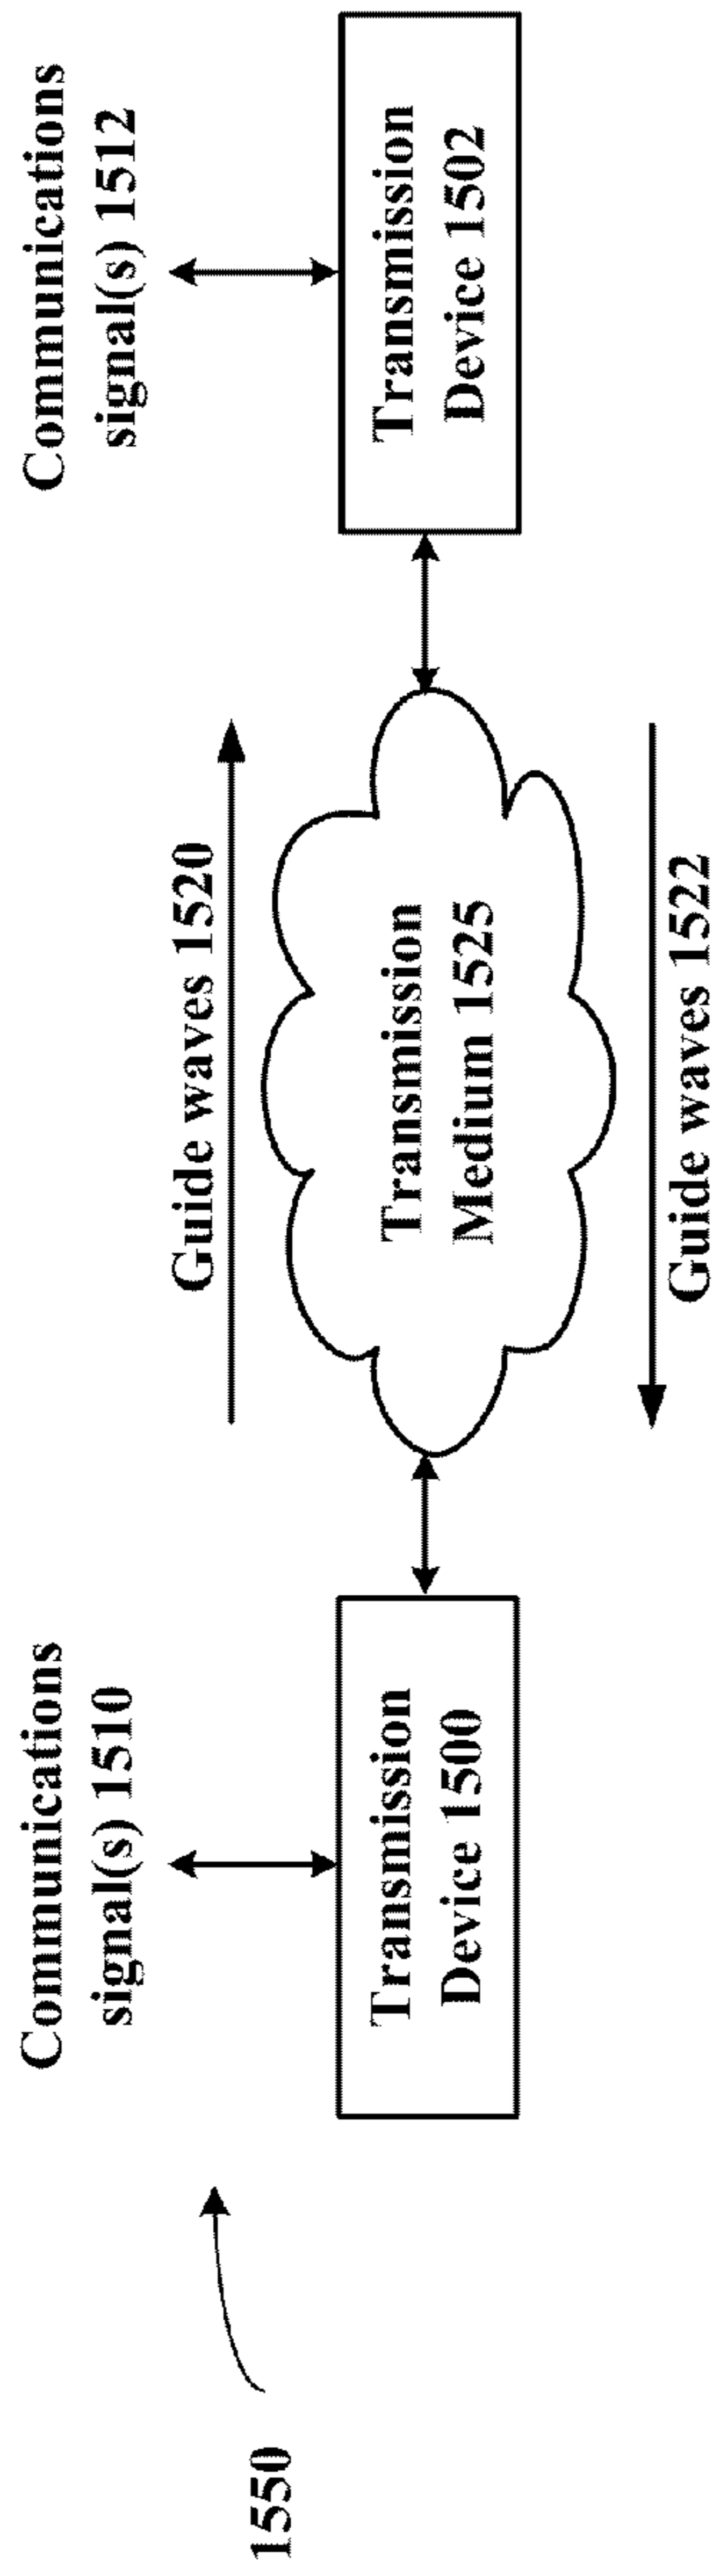 Communications
signal(s) 1510
Communications
signal(s) 1512
Guide waves 1520
Transmission
Device 1500
Transmission
Medium 1525
Transmission
Device 1502
Guide waves 1522
1550